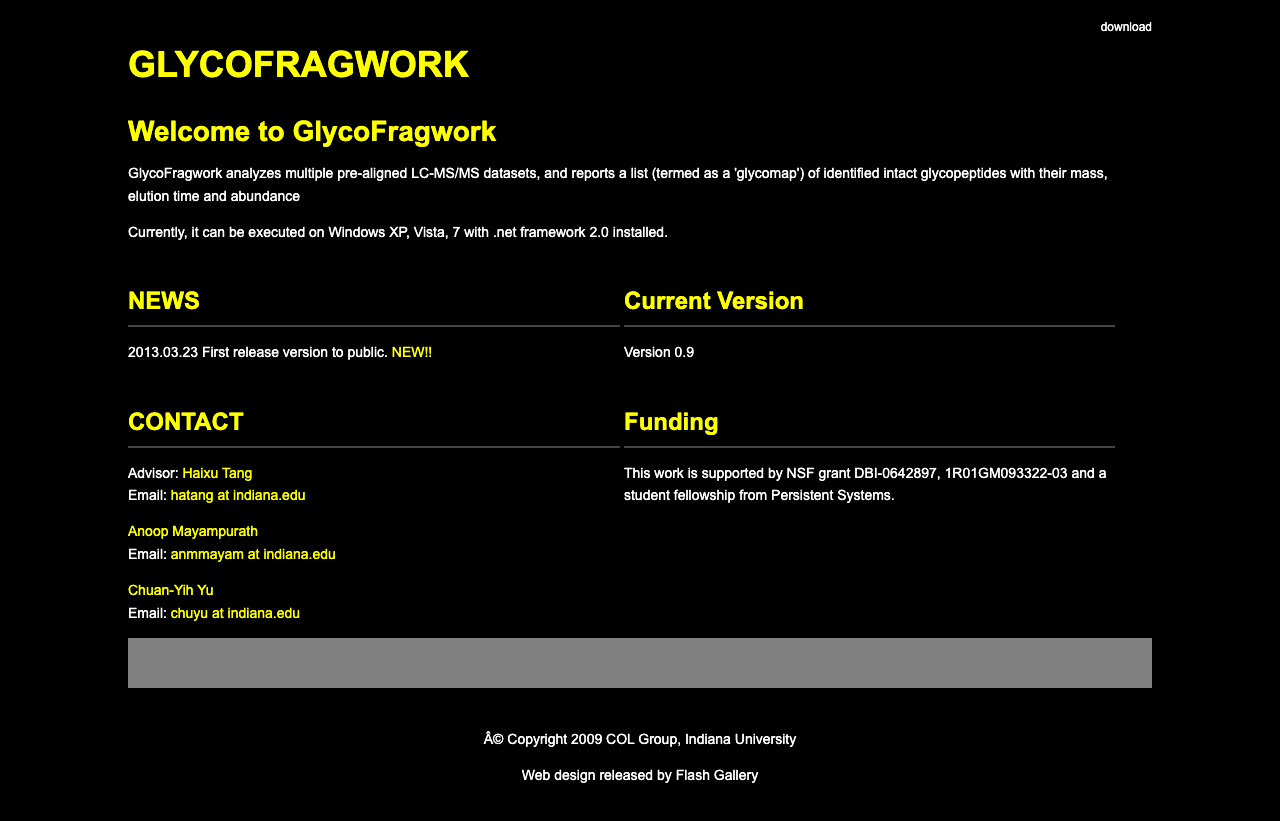 download
GLYCOFRAGWORK
Welcome to GlycoFragwork
GlycoFragwork analyzes multiple pre-aligned LC-MS/MS datasets, and reports a list (termed as a 'glycomap') of identified intact glycopeptides with their mass,
elution time and abundance
Currently, it can be executed on Windows XP, Vista, 7 with .net framework 2.0 installed.
NEWS
2013.03.23 First release version to public. NEW!!
Current Version
Version 0.9
CONTACT
Advisor: Haixu Tang
Email: hatang at indiana.edu
Anoop Mayampurath
Email: anmmayam at indiana.edu
Chuan-Yih Yu
Email: chuyu at indiana.edu
Funding
This work is supported by NSF grant DBI-0642897, 1R01GM093322-03 and a
student fellowship from Persistent Systems.
Â© Copyright 2009 COL Group, Indiana University
Web design released by Flash Gallery